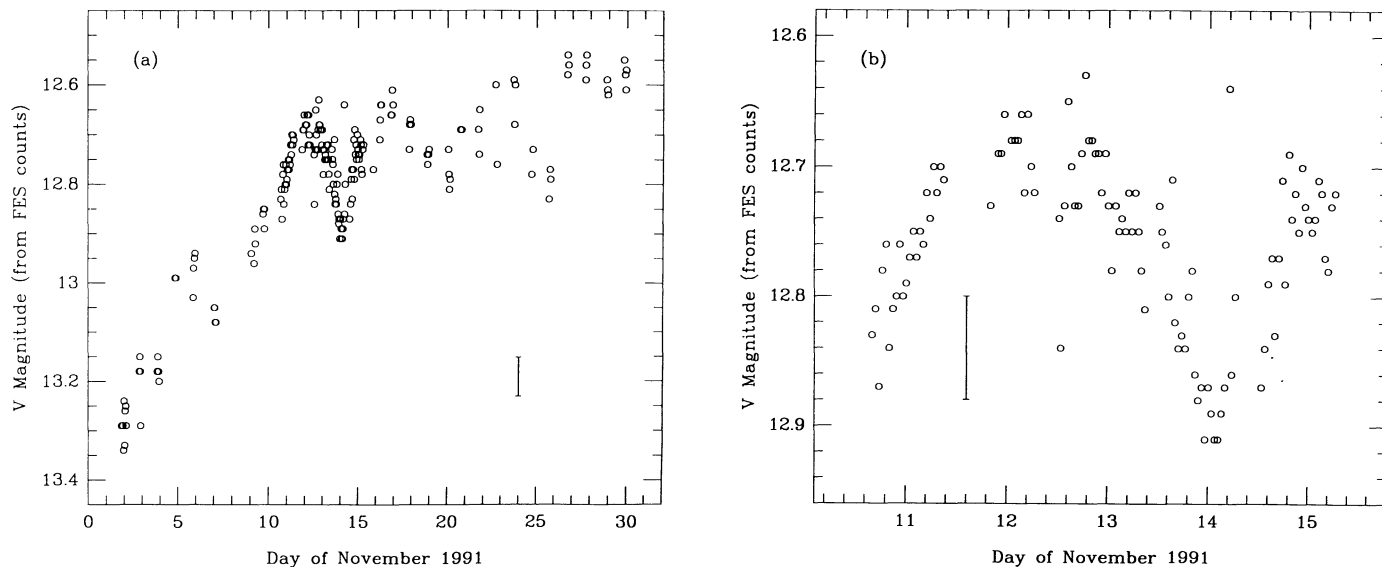 (a)
V Magnitude (from FES counts)
12.6
12.8
13
13.2
13.4
0 5 10 15 20 25 30
Day of November 1991
(b)
V Magnitude (from FES counts)
12.6
12.7
12.8
12.9
11 12 13 14 15
Day of November 1991